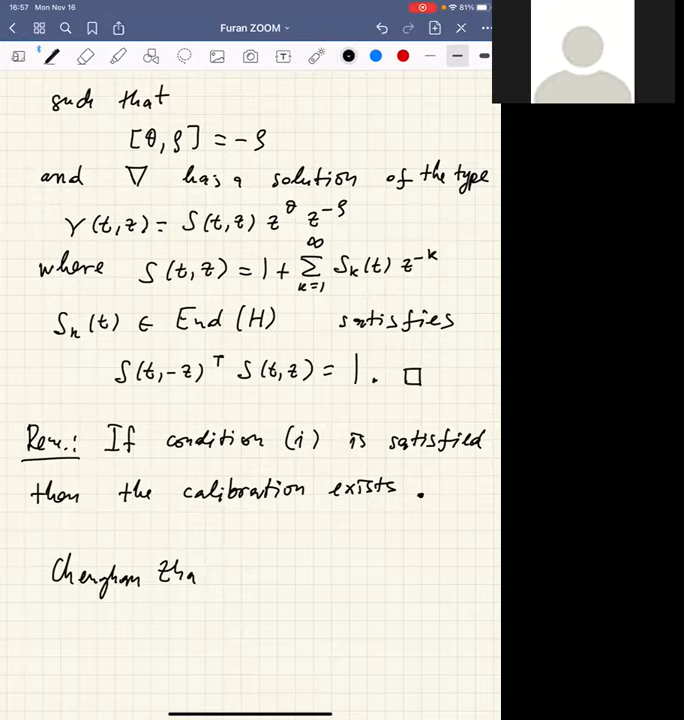 16:57 Mon Nov 16
81%
Furan ZOOM
such that
[θ, ρ] = -ρ
and ∇ has a solution of the type
Y(t,z) = S(t,z) z^θ z^{-ρ}
where S(t,z) = 1 + ∑_{k=1}^∞ S_k(t) z^{-k}
S_k(t) ∈ End(H) satisfies
S(t,-z)^T S(t,z) = 1. □
Rem.: If condition (i) is satisfied
then the calibration exists.
Chenghan Zha